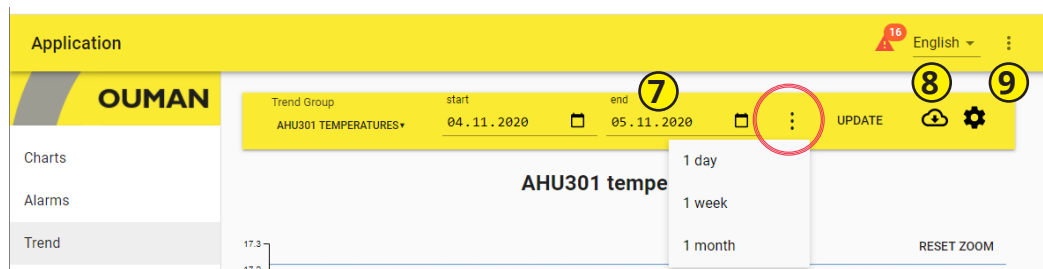 Application
16
English
OUMAN
7
8
9
Trend Group
start
end
AHU301 TEMPERATURES
04.11.2020
05.11.2020
UPDATE
Charts
1 day
AHU301 tempe
Alarms
1 week
Trend
17.3
1 month
RESET ZOOM